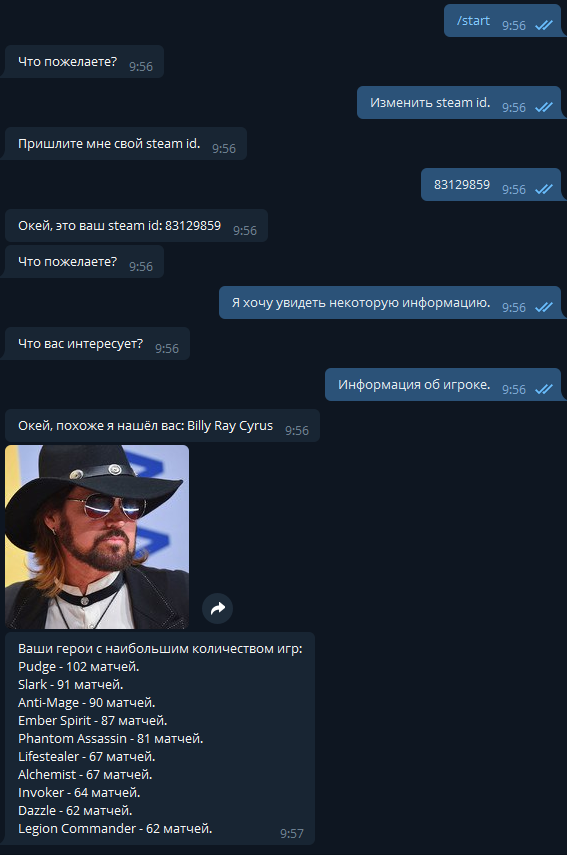 /start 9:56
Что пожелаете? 9:56
Изменить steam id. 9:56
Пришлите мне свой steam id. 9:56
83129859 9:56
Окей, это ваш steam id: 83129859 9:56
Что пожелаете? 9:56
Я хочу увидеть некоторую информацию. 9:56
Что вас интересует? 9:56
Информация об игроке. 9:56
Окей, похоже я нашёл вас: Billy Ray Cyrus 9:56
Ваши герои с наибольшим количеством игр:
Pudge - 102 матчей.
Slark - 91 матчей.
Anti-Mage - 90 матчей.
Ember Spirit - 87 матчей.
Phantom Assassin - 81 матчей.
Lifestealer - 67 матчей.
Alchemist - 67 матчей.
Invoker - 64 матчей.
Dazzle - 62 матчей.
Legion Commander - 62 матчей. 9:57